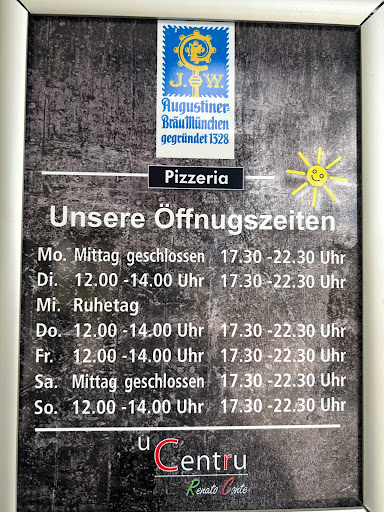 J. W.
Augustiner
Bräu München
gegründet 1328
Pizzeria
Unsere Öffnugszeiten
Mo. Mittag geschlossen 17.30 -22.30 Uhr
Di. 12.00 -14.00 Uhr 17.30 -22.30 Uhr
Mi. Ruhetag
Do. 12.00 -14.00 Uhr 17.30 -22.30 Uhr
Fr. 12.00 -14.00 Uhr 17.30 -22.30 Uhr
Sa. Mittag geschlossen 17.30 -22.30 Uhr
So. 12.00 -14.00 Uhr 17.30 -22.30 Uhr
u
Centru
Renato Conte